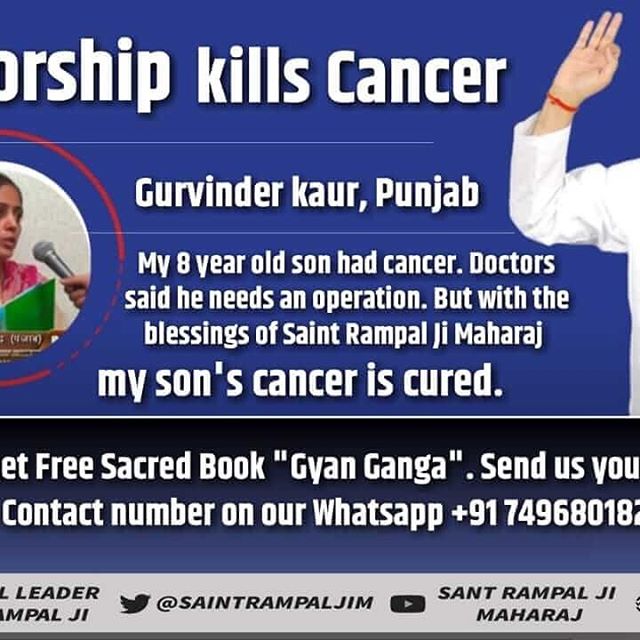 orship kills Cancer
Gurvinder kaur, Punjab
My 8 year old son had cancer. Doctors
said he needs an operation. But with the
blessings of Saint Rampal Ji Maharaj
my son's cancer is cured.
(पंजाब)
et Free Sacred Book "Gyan Ganga". Send us you
Contact number on our Whatsapp +91 749680182
L LEADER
AMPAL JI
@SAINTRAMPALJIM
SANT RAMPAL JI
MAHARAJ